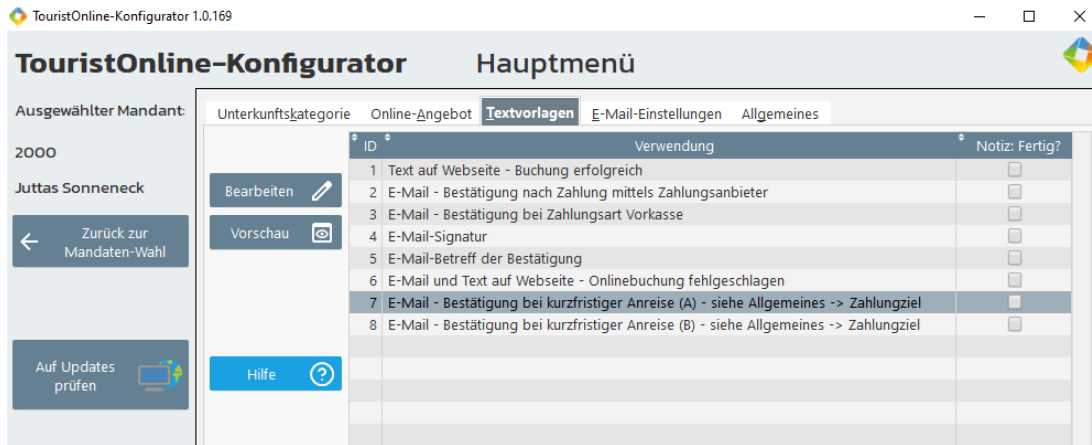 TouristOnline-Konfigurator 1.0.169
TouristOnline-Konfigurator Hauptmenü
Ausgewählter Mandant:
2000
Juttas Sonneneck
Zurück zur
Mandaten-Wahl
Auf Updates
prüfen
Unterkunftskategorie Online-Angebot Textvorlagen E-Mail-Einstellungen Allgemeines
Bearbeiten
Vorschau
Hilfe
ID Verwendung Notiz: Fertig?
1 Text auf Webseite - Buchung erfolgreich
2 E-Mail - Bestätigung nach Zahlung mittels Zahlungsanbieter
3 E-Mail - Bestätigung bei Zahlungsart Vorkasse
4 E-Mail-Signatur
5 E-Mail-Betreff der Bestätigung
6 E-Mail und Text auf Webseite - Onlinebuchung fehlgeschlagen
7 E-Mail - Bestätigung bei kurzfristiger Anreise (A) - siehe Allgemeines -> Zahlungziel
8 E-Mail - Bestätigung bei kurzfristiger Anreise (B) - siehe Allgemeines -> Zahlungziel